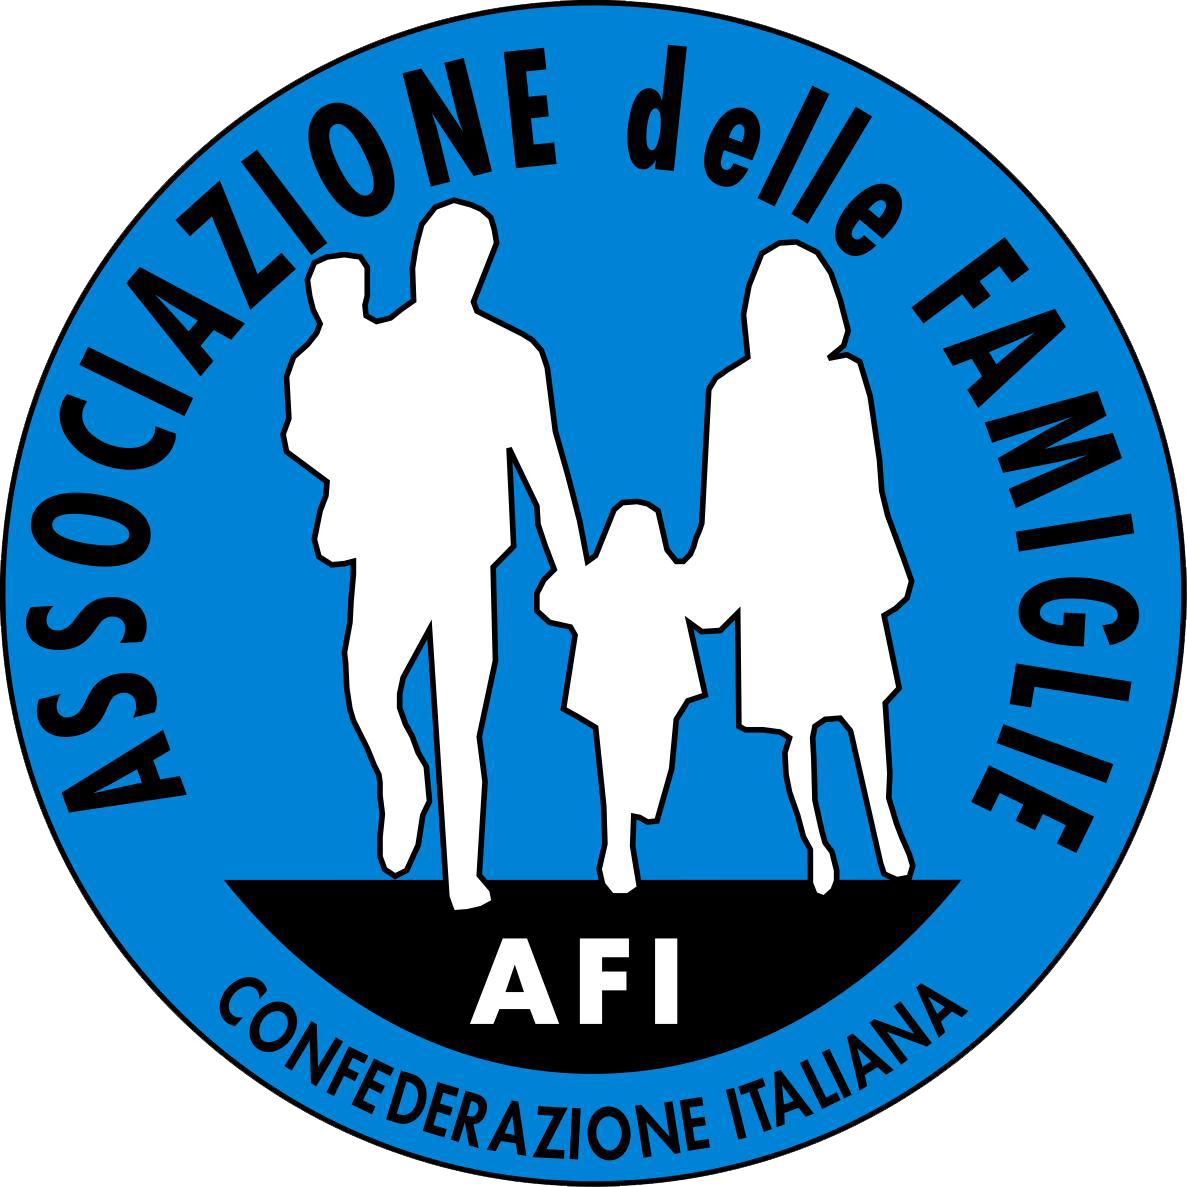 ASSOCIAZIONE delle FAMIGLIE
AFI
CONFEDERAZIONE ITALIANA